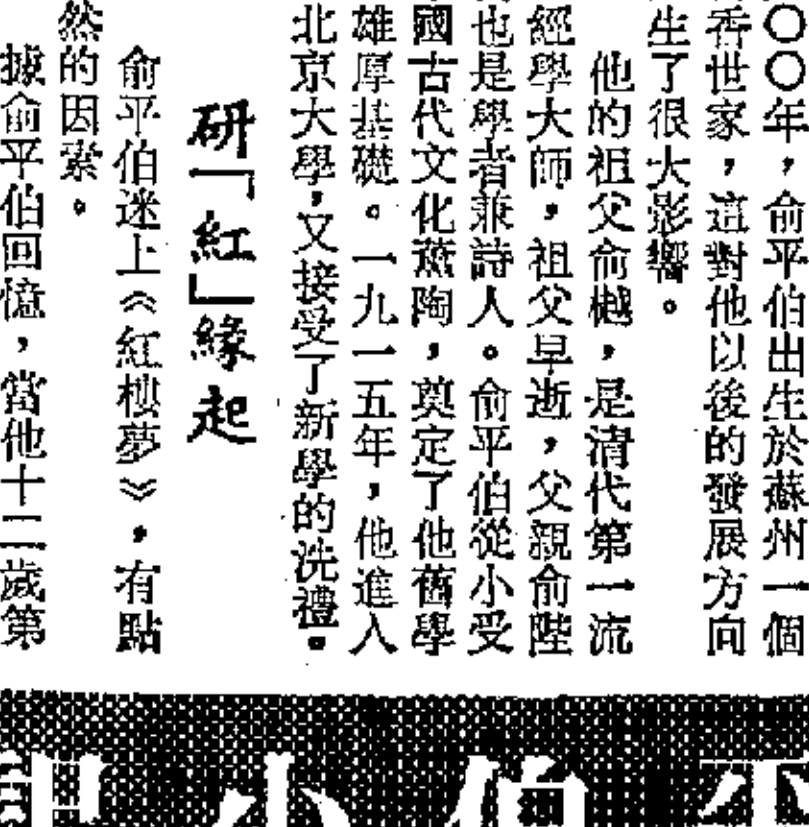 〇〇年，俞平伯出生於蘇州一個
香世家，這對他以後的發展方向
生了很大影響。
他的祖父俞樾，是清代第一流
經學大師，祖父早逝，父親俞陛
也是學者兼詩人。俞平伯從小受
國古代文化薰陶，奠定了他舊學
雄厚基礎。一九一五年，他進入
北京大學，又接受了新學的洗禮。
研「紅」緣起
俞平伯迷上《紅樓夢》，有點
然的因素。
據俞平伯回憶，當他十二歲第